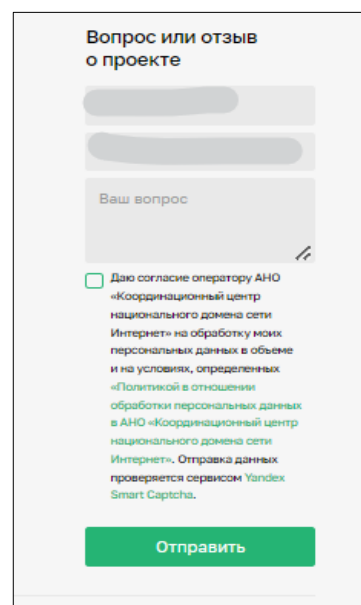 Вопрос или отзыв
о проекте
Ваш вопрос
Даю согласие оператору АНО
«Координационный центр
национального домена сети
Интернет» на обработку моих
персональных данных в объеме
и на условиях, определенных
«Политикой в отношении
обработки персональных данных
в АНО «Координационный центр
национального домена сети
Интернет». Отправка данных
проверяется сервисом Yandex
Smart Captcha.
Отправить